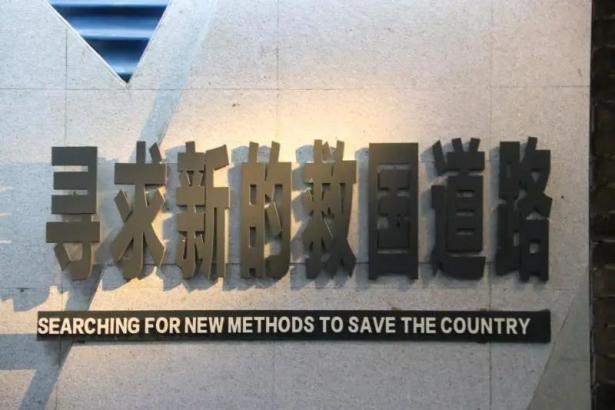 寻求新的救国道路
SEARCHING FOR NEW METHODS TO SAVE THE COUNTRY